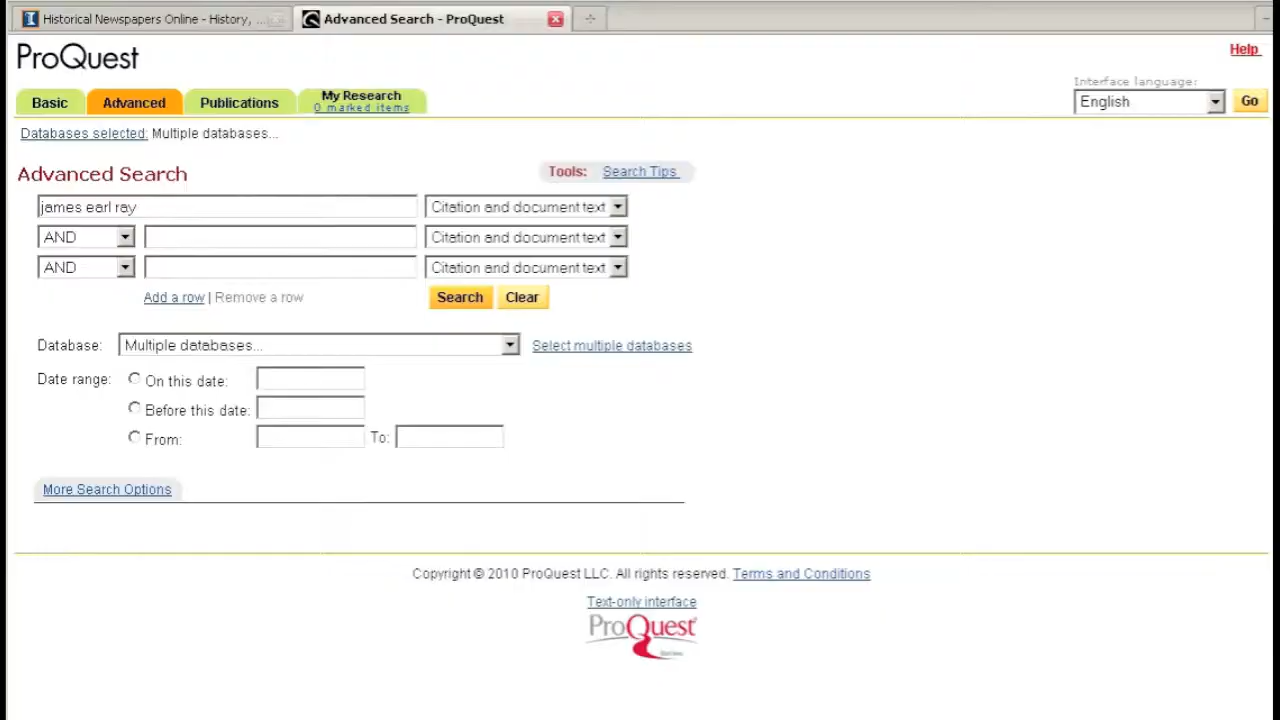 Historical Newspapers Online - History, ...
Advanced Search - ProQuest
ProQuest
Help
Interface language:
Basic
Advanced
Publications
My Research
0 marked items
English
Go
Databases selected: Multiple databases...
Advanced Search
Tools: Search Tips
james earl ray
Citation and document text
AND
Citation and document text
AND
Citation and document text
Add a row | Remove a row
Search
Clear
Database:
Multiple databases...
Select multiple databases
Date range:
On this date:
Before this date:
From:
To:
More Search Options
Copyright © 2010 ProQuest LLC. All rights reserved. Terms and Conditions
Text-only interface
ProQuest